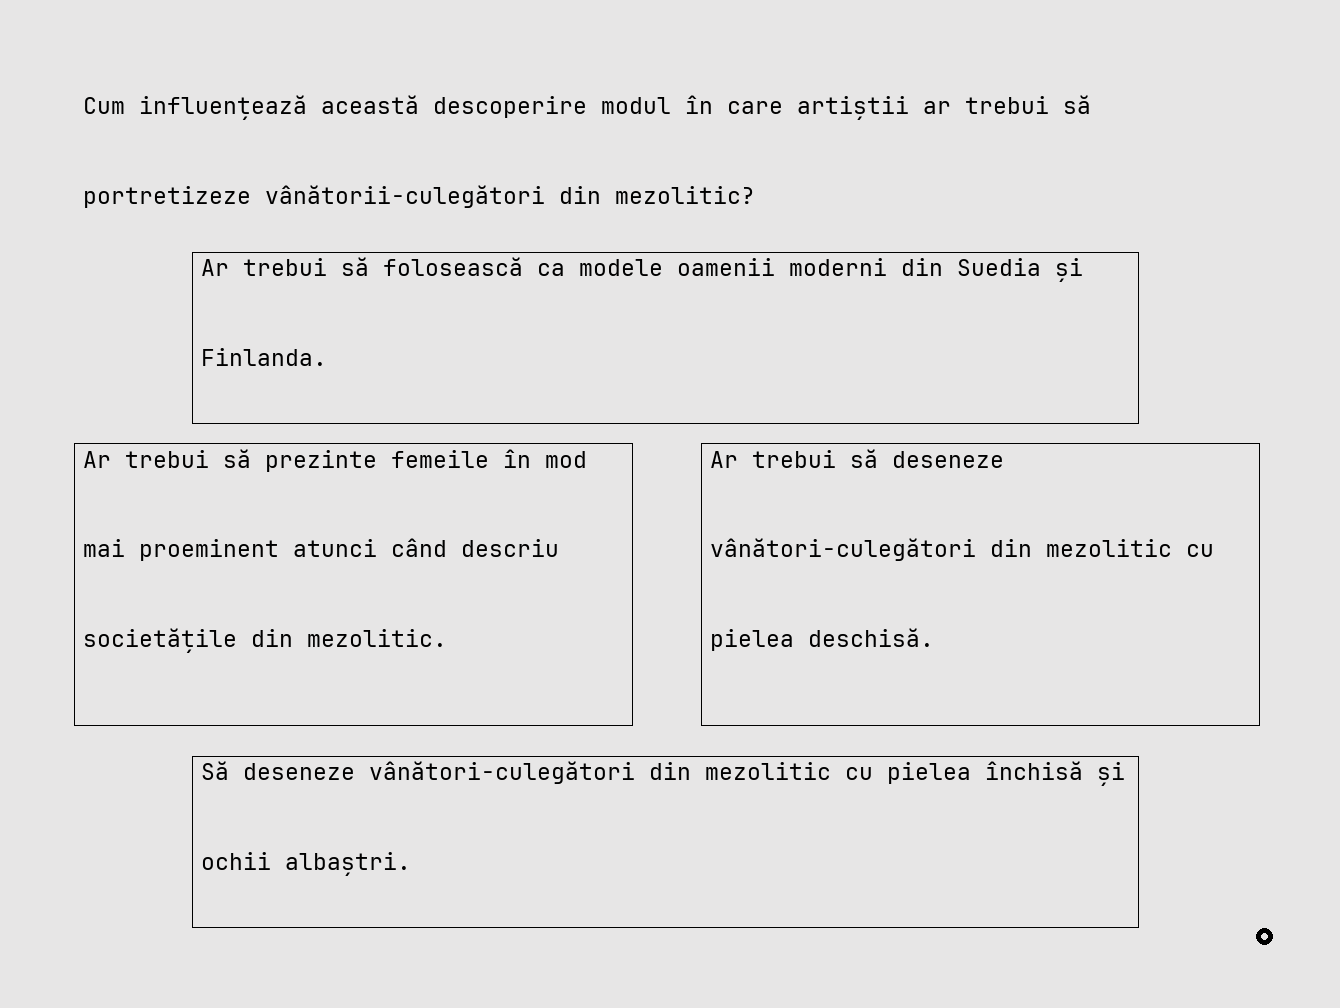 Cum influențează această descoperire modul în care artiștii ar trebui să
portretizeze vânătorii-culegători din mezolitic?
Ar trebui să folosească ca modele oamenii moderni din Suedia și
Finlanda.
Ar trebui să prezinte femeile în mod
mai proeminent atunci când descriu
societățile din mezolitic.
Ar trebui să deseneze
vânători-culegători din mezolitic cu
pielea deschisă.
Să deseneze vânători-culegători din mezolitic cu pielea închisă și
ochii albaștri.